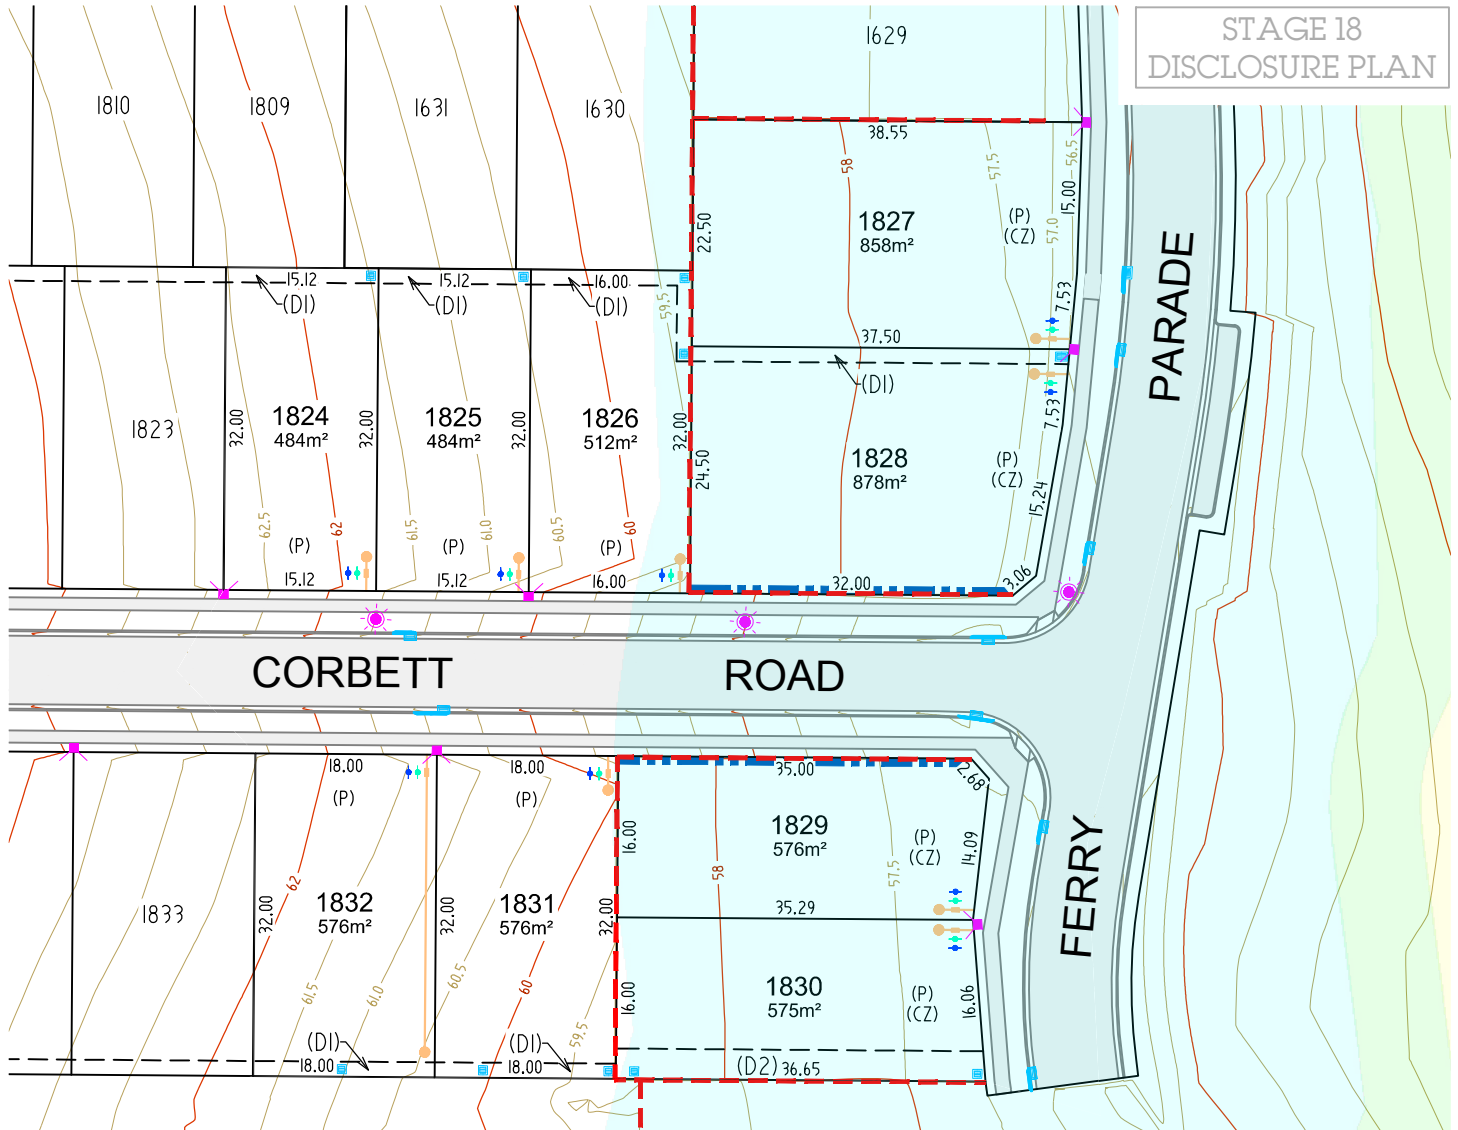 STAGE 18
DISCLOSURE PLAN
1629
1810
1809
1631
1630
38.55
58
57.5
56.5
15.00
1827
858m²
(P)
(CZ)
57.0
22.50
7.53
15.12
(D1)
15.12
(D1)
16.00
(D1)
59.5
37.50
(D1)
7.53
PARADE
1823
32.00
1824
484m²
32.00
1825
484m²
32.00
1826
512m²
32.00
24.50
1828
878m²
(P)
(CZ)
15.24
62.5
62
61.5
61.0
60.5
60
(P)
(P)
(P)
15.12
15.12
16.00
32.00
3.06
CORBETT ROAD
18.00
(P)
18.00
(P)
35.00
2.68
16.00
1829
576m²
(P)
(CZ)
14.09
58
57.5
FERRY
1833
62
32.00
1832
576m²
32.00
1831
576m²
32.00
35.29
61.5
61.0
60.5
60
59.5
16.00
1830
575m²
(P)
(CZ)
16.06
(D1)
18.00
(D1)
18.00
(D2) 36.65